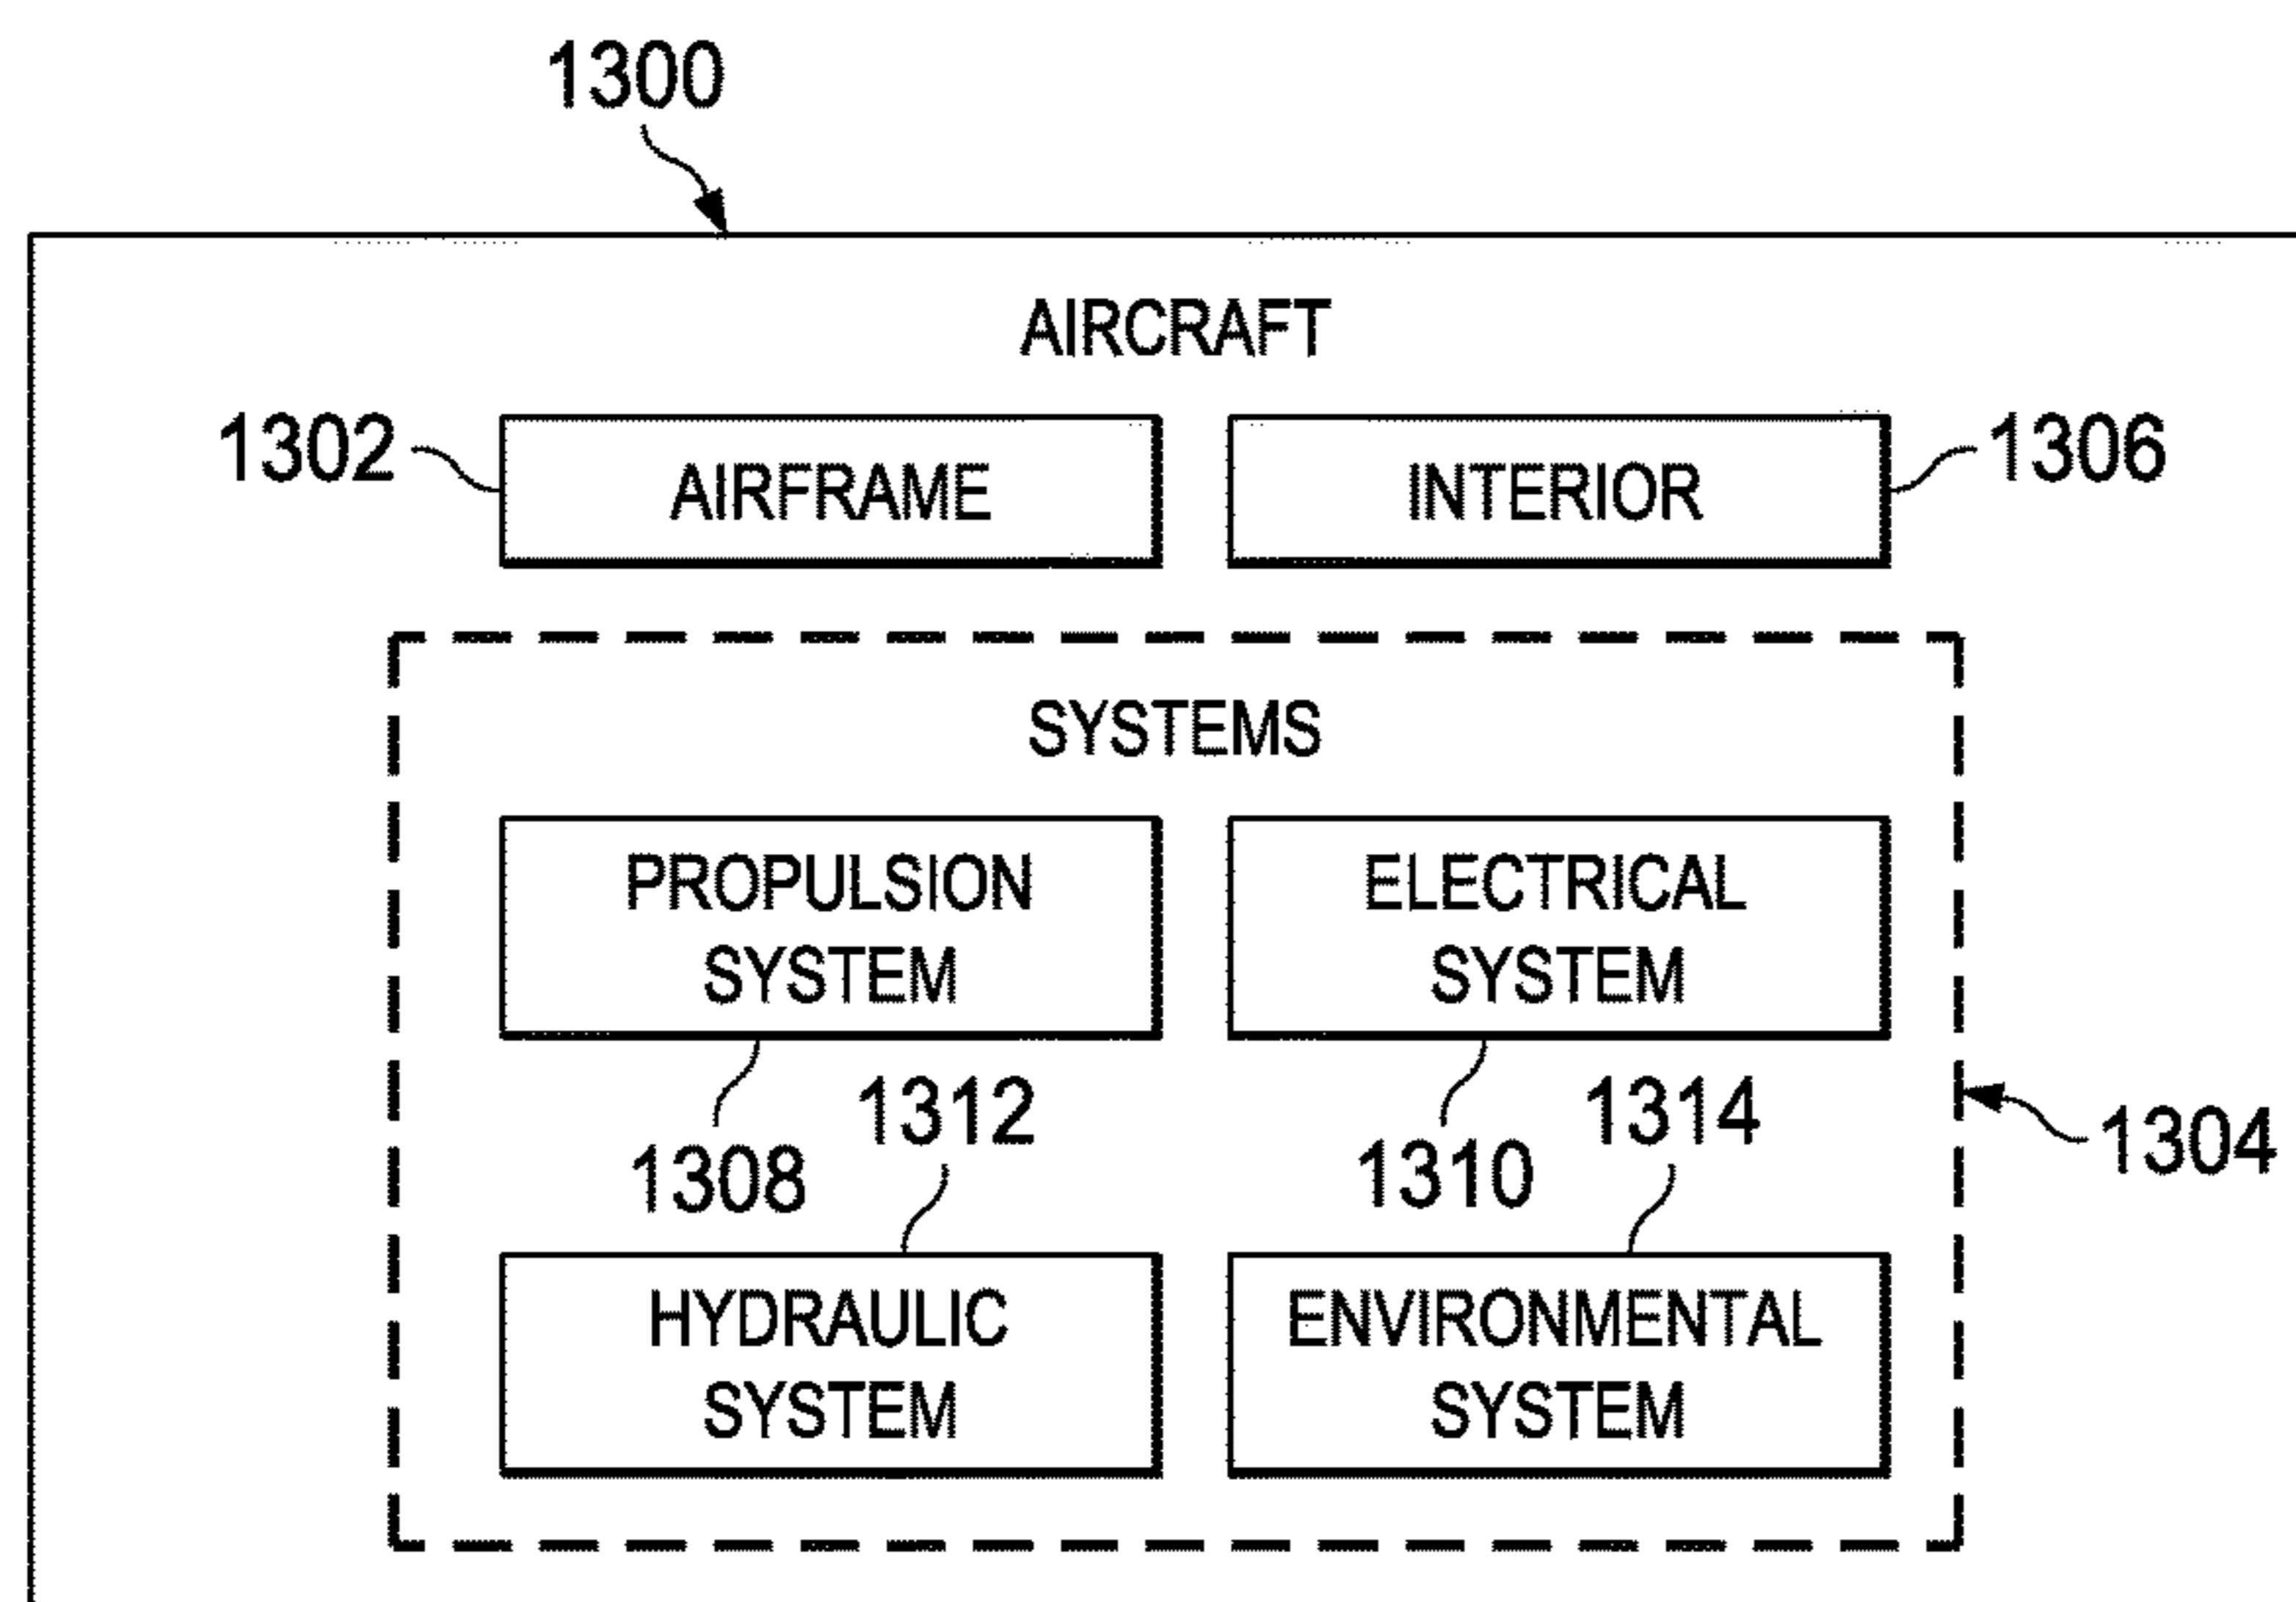 1300
AIRCRAFT
1302
AIRFRAME
INTERIOR
1306
SYSTEMS
PROPULSION
SYSTEM
ELECTRICAL
SYSTEM
1308
1312
1310
1314
1304
HYDRAULIC
SYSTEM
ENVIRONMENTAL
SYSTEM